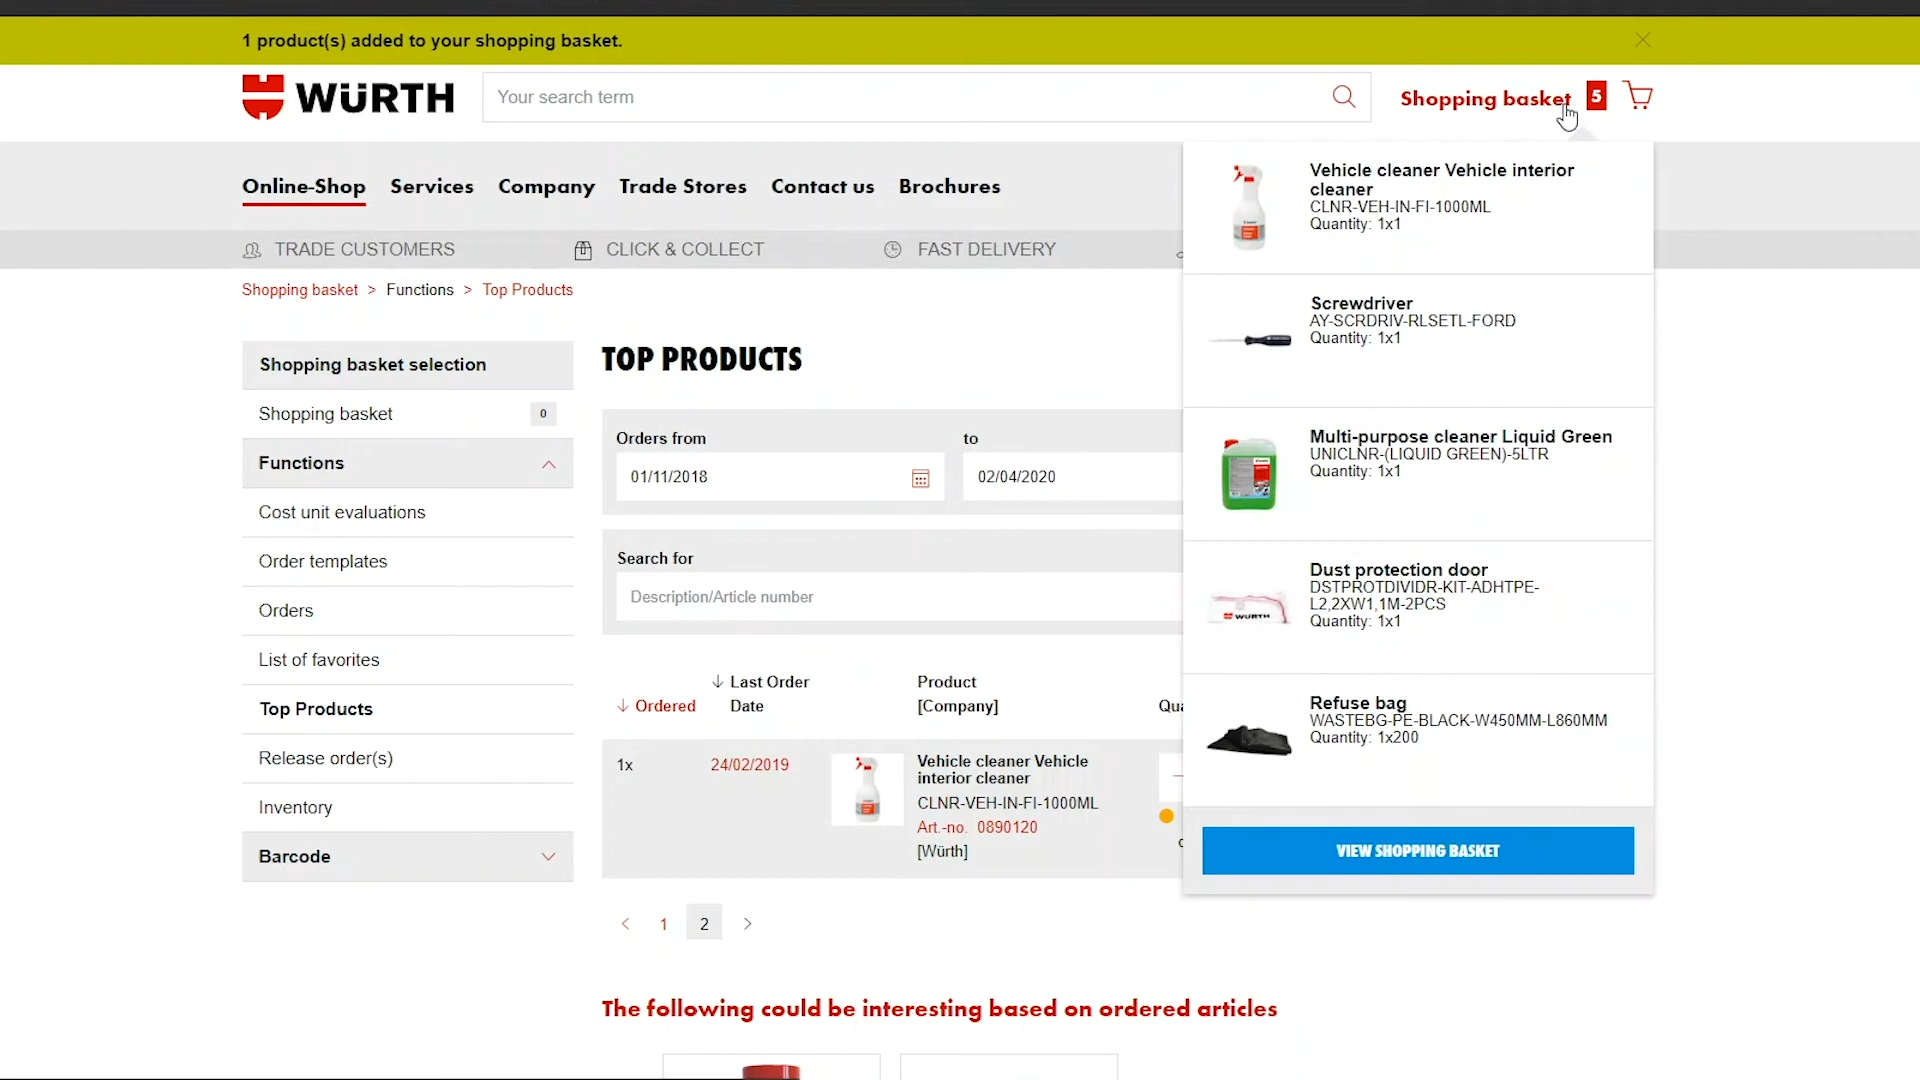 1 product(s) added to your shopping basket.
WÜRTH
Your search term
Shopping basket 5
Online-Shop Services Company Trade Stores Contact us Brochures
TRADE CUSTOMERS CLICK & COLLECT FAST DELIVERY
Shopping basket > Functions > Top Products
Shopping basket selection
Shopping basket 0
Functions
Cost unit evaluations
Order templates
Orders
List of favorites
Top Products
Release order(s)
Inventory
Barcode
TOP PRODUCTS
Orders from to
01/11/2018 02/04/2020
Search for
Description/Article number
Ordered
Last Order
Date
Product
[Company]
1x 24/02/2019
Vehicle cleaner Vehicle
interior cleaner
CLNR-VEH-IN-FI-1000ML
Art.-no. 0890120
[Würth]
< 1 2 >
The following could be interesting based on ordered articles
Vehicle cleaner Vehicle interior
cleaner
CLNR-VEH-IN-FI-1000ML
Quantity: 1x1
Screwdriver
AY-SCRDRIV-RLSETL-FORD
Quantity: 1x1
Multi-purpose cleaner Liquid Green
UNICLNR-(LIQUID GREEN)-5LTR
Quantity: 1x1
WÜRTH
Dust protection door
DSTPROTDIVIDR-KIT-ADHTPE-
L2,2XW1,1M-2PCS
Quantity: 1x1
Refuse bag
WASTEBG-PE-BLACK-W450MM-L860MM
Quantity: 1x200
VIEW SHOPPING BASKET